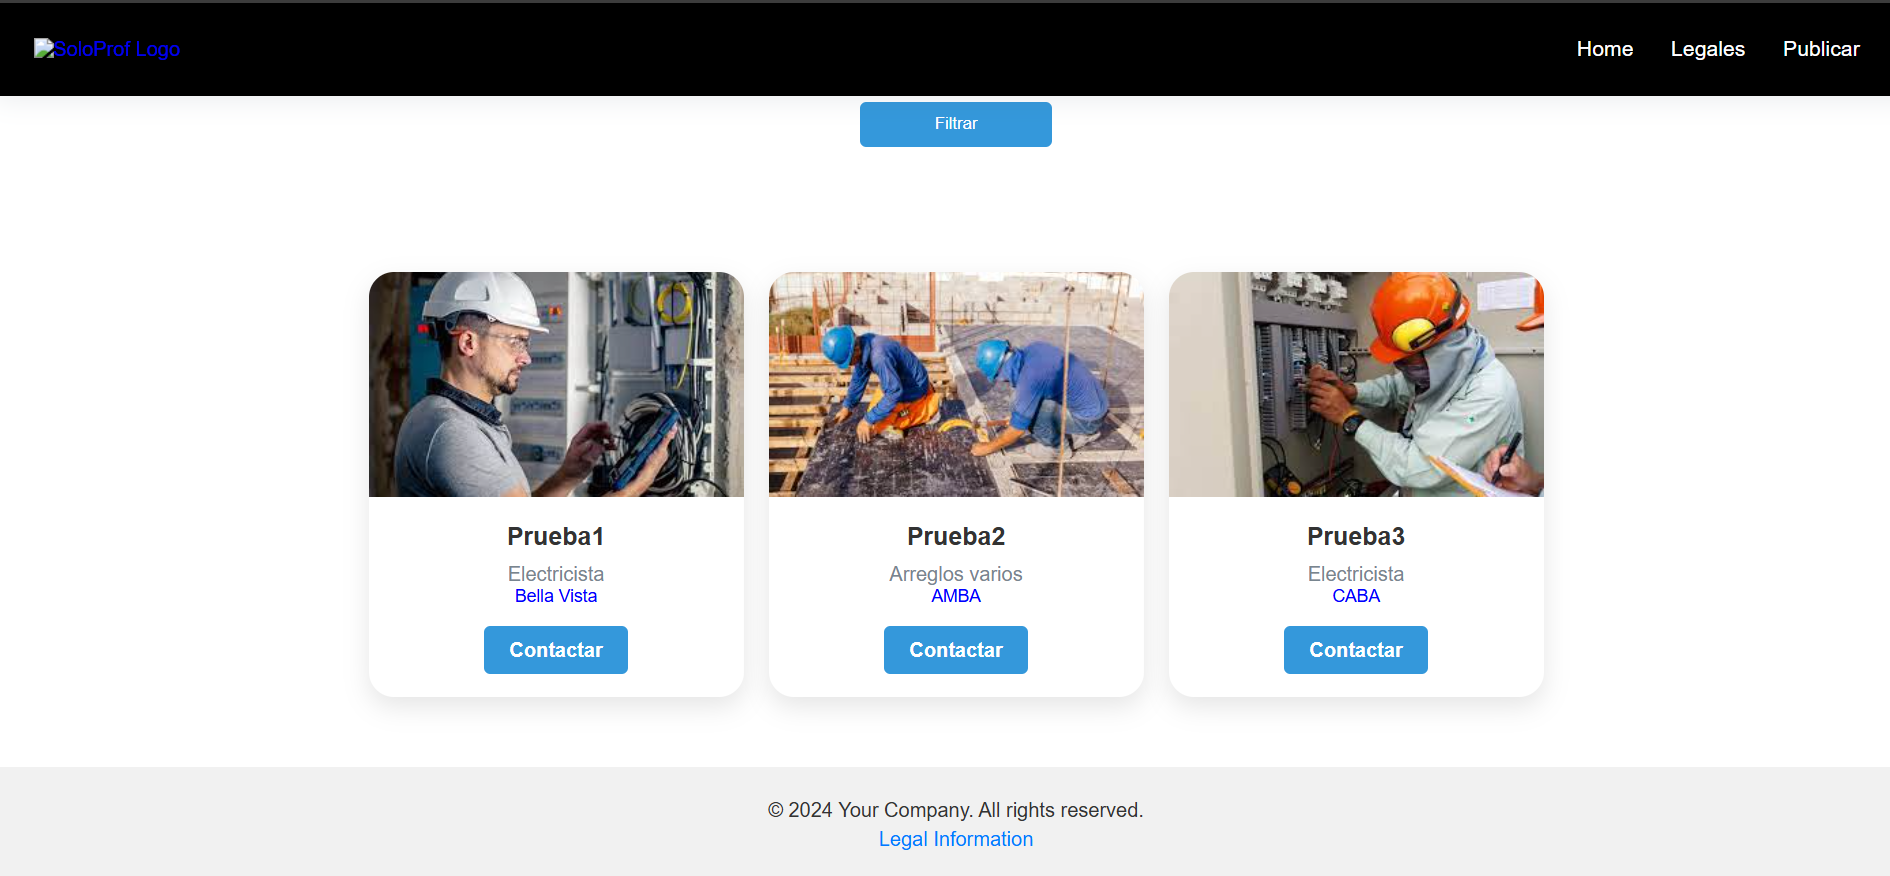 SoloProf Logo
Home Legales Publicar
Filtrar
Prueba1
Electricista
Bella Vista
Contactar
Prueba2
Arreglos varios
AMBA
Contactar
Prueba3
Electricista
CABA
Contactar
© 2024 Your Company. All rights reserved.
Legal Information